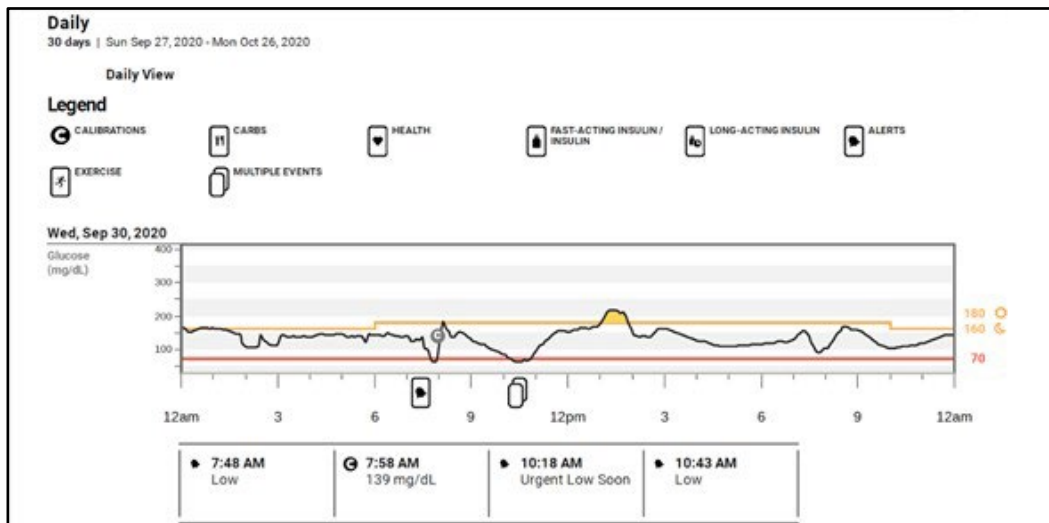 Daily
30 days | Sun Sep 27, 2020 - Mon Oct 26, 2020
Daily View
Legend
CALIBRATIONS CARBS HEALTH FAST-ACTING INSULIN / INSULIN LONG-ACTING INSULIN ALERTS
EXERCISE MULTIPLE EVENTS
Wed, Sep 30, 2020
Glucose
(mg/dL)
400
300
200
100
180
160
70
12am 3 6 9 12pm 3 6 9 12am
7:48 AM
Low
7:58 AM
139 mg/dL
10:18 AM
Urgent Low Soon
10:43 AM
Low